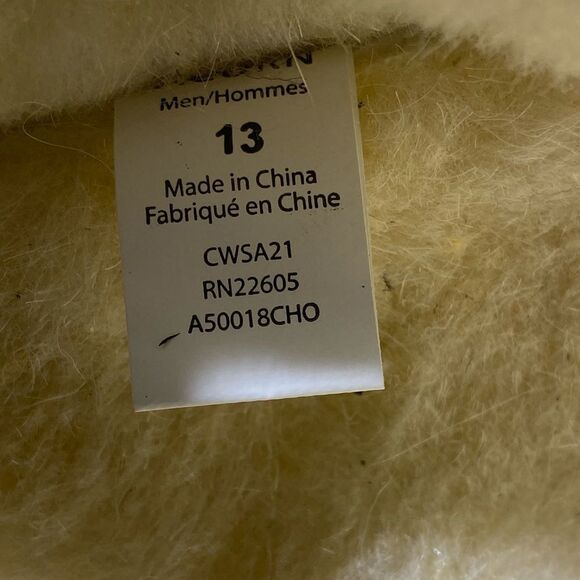 Men/Hommes
13
Made in China
Fabriqué en Chine
CWSA21
RN22605
A50018CHO